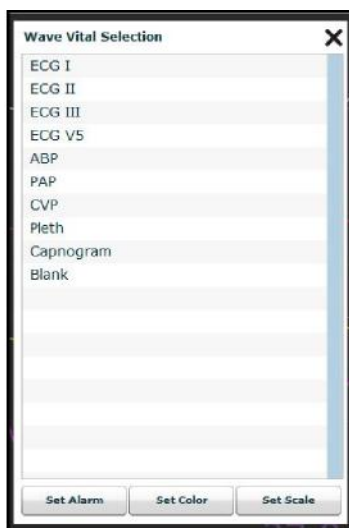 Wave Vital Selection
ECG I
ECG II
ECG III
ECG V5
ABP
PAP
CVP
Pleth
Capnogram
Blank
Set Alarm Set Color Set Scale